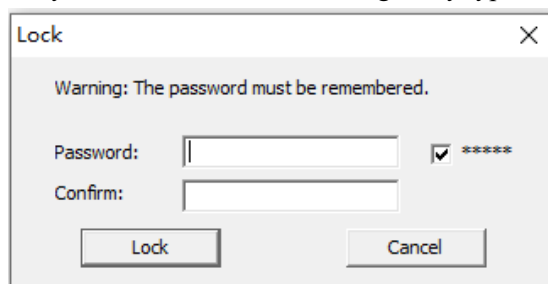 Lock
Warning: The password must be remembered.
Password: *****
Confirm:
Lock Cancel